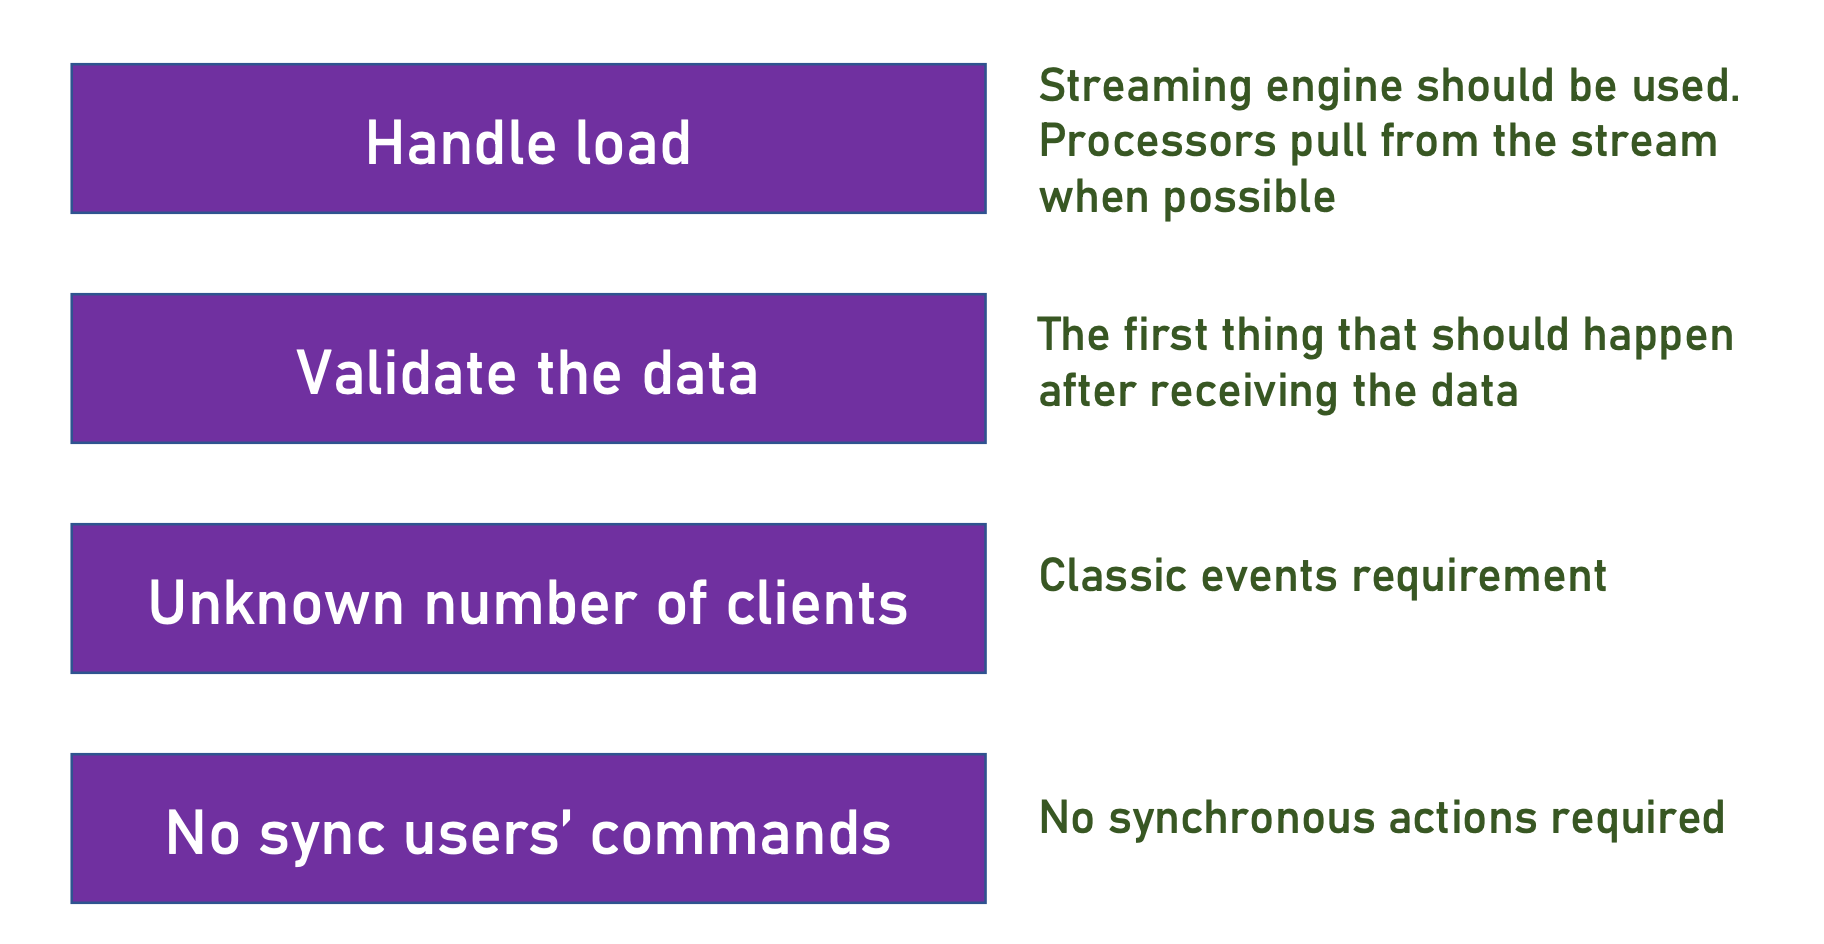 Handle load
Streaming engine should be used.
Processors pull from the stream
when possible
Validate the data
The first thing that should happen
after receiving the data
Unknown number of clients
Classic events requirement
No sync users’ commands
No synchronous actions required